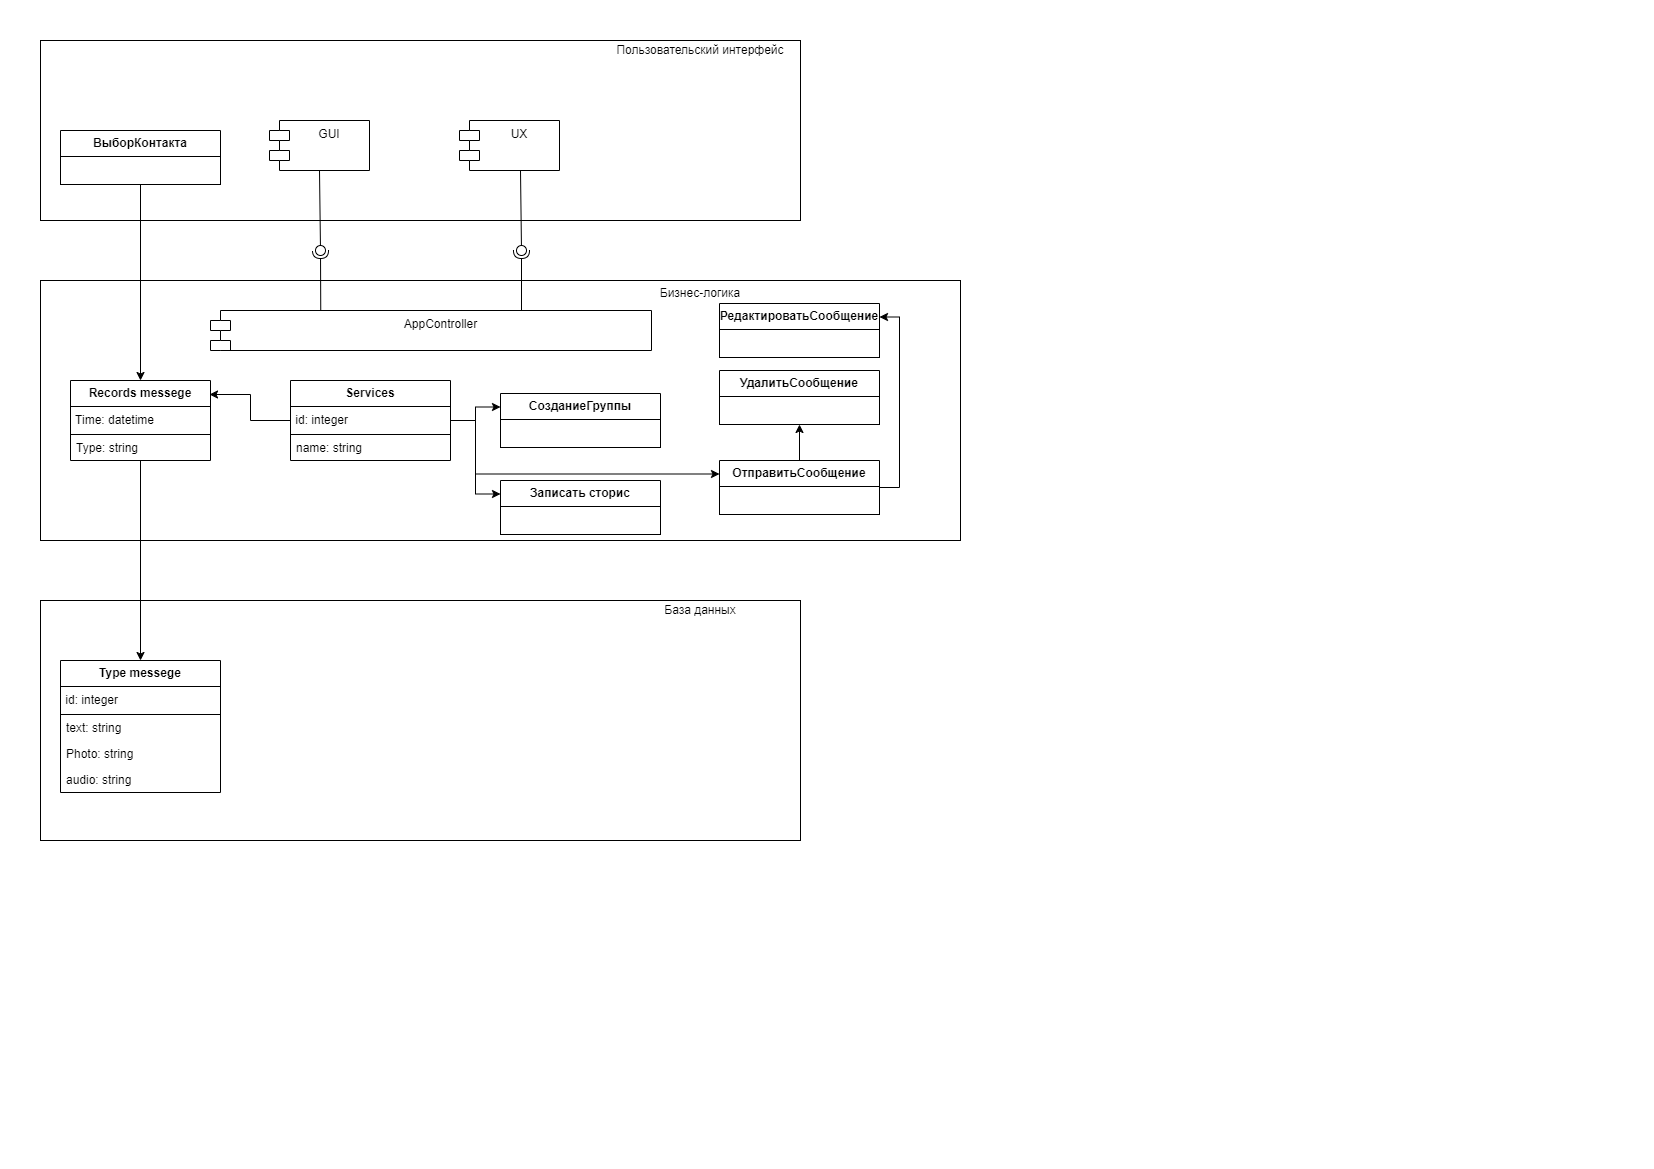 Пользовательский интерфейс
ВыборКонтакта
GUI
UX
Бизнес-логика
AppController
РедактироватьСообщение
УдалитьСообщение
Records messege
Time: datetime
Type: string
Services
id: integer
name: string
СозданиеГруппы
ОтправитьСообщение
Записать сторис
База данных
Type messege
id: integer
text: string
Photo: string
audio: string